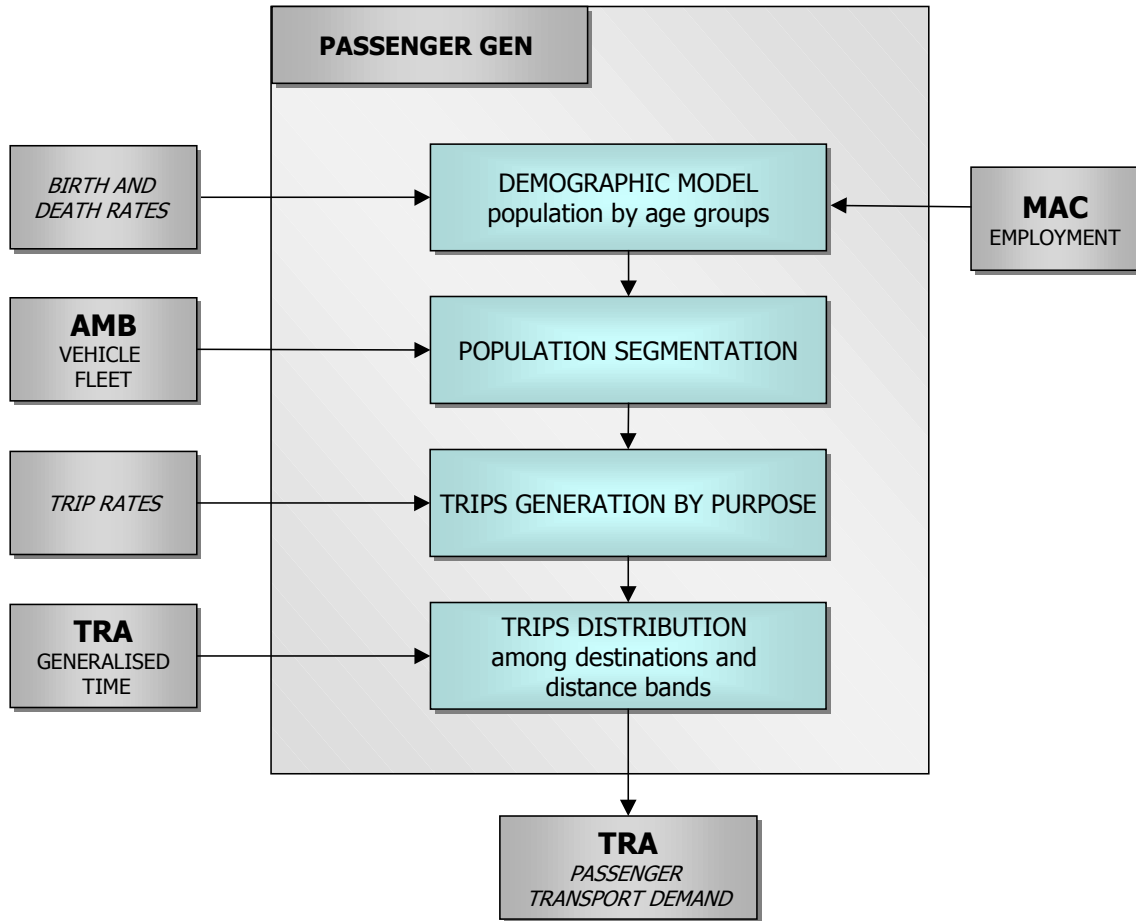 PASSENGER GEN
BIRTH AND
DEATH RATES
DEMOGRAPHIC MODEL
population by age groups
MAC
EMPLOYMENT
AMB
VEHICLE
FLEET
POPULATION SEGMENTATION
TRIP RATES
TRIPS GENERATION BY PURPOSE
TRA
GENERALISED
TIME
TRIPS DISTRIBUTION
among destinations and
distance bands
TRA
PASSENGER
TRANSPORT DEMAND